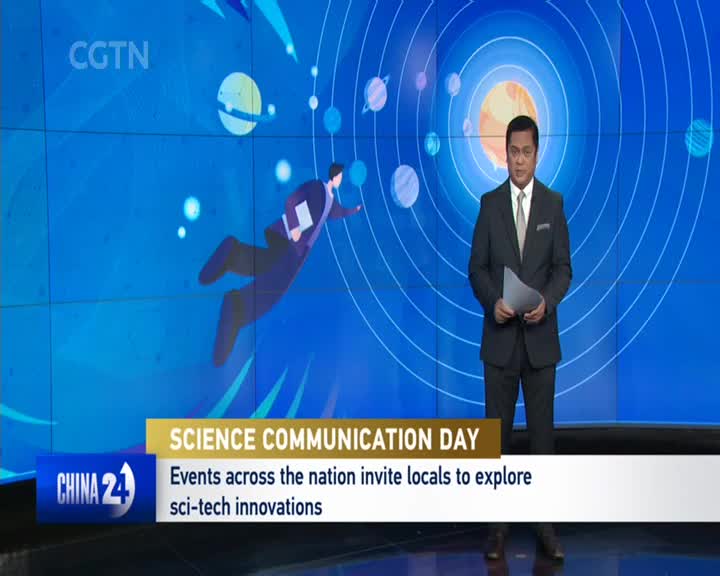 CGTN
SCIENCE COMMUNICATION DAY
CHINA 24
Events across the nation invite locals to explore
sci-tech innovations